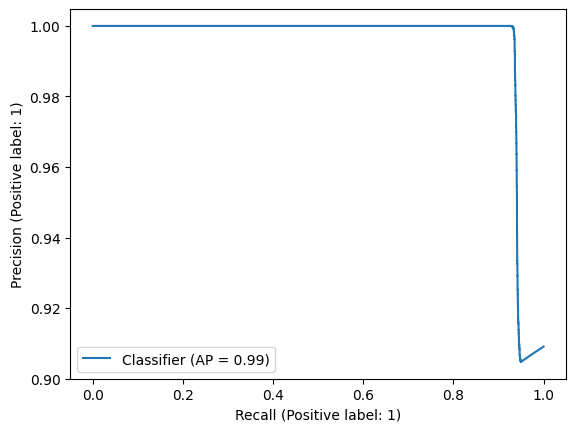 1.00
0.98
0.96
0.94
0.92
0.90
Precision (Positive label: 1)
Classifier (AP = 0.99)
0.0 0.2 0.4 0.6 0.8 1.0
Recall (Positive label: 1)